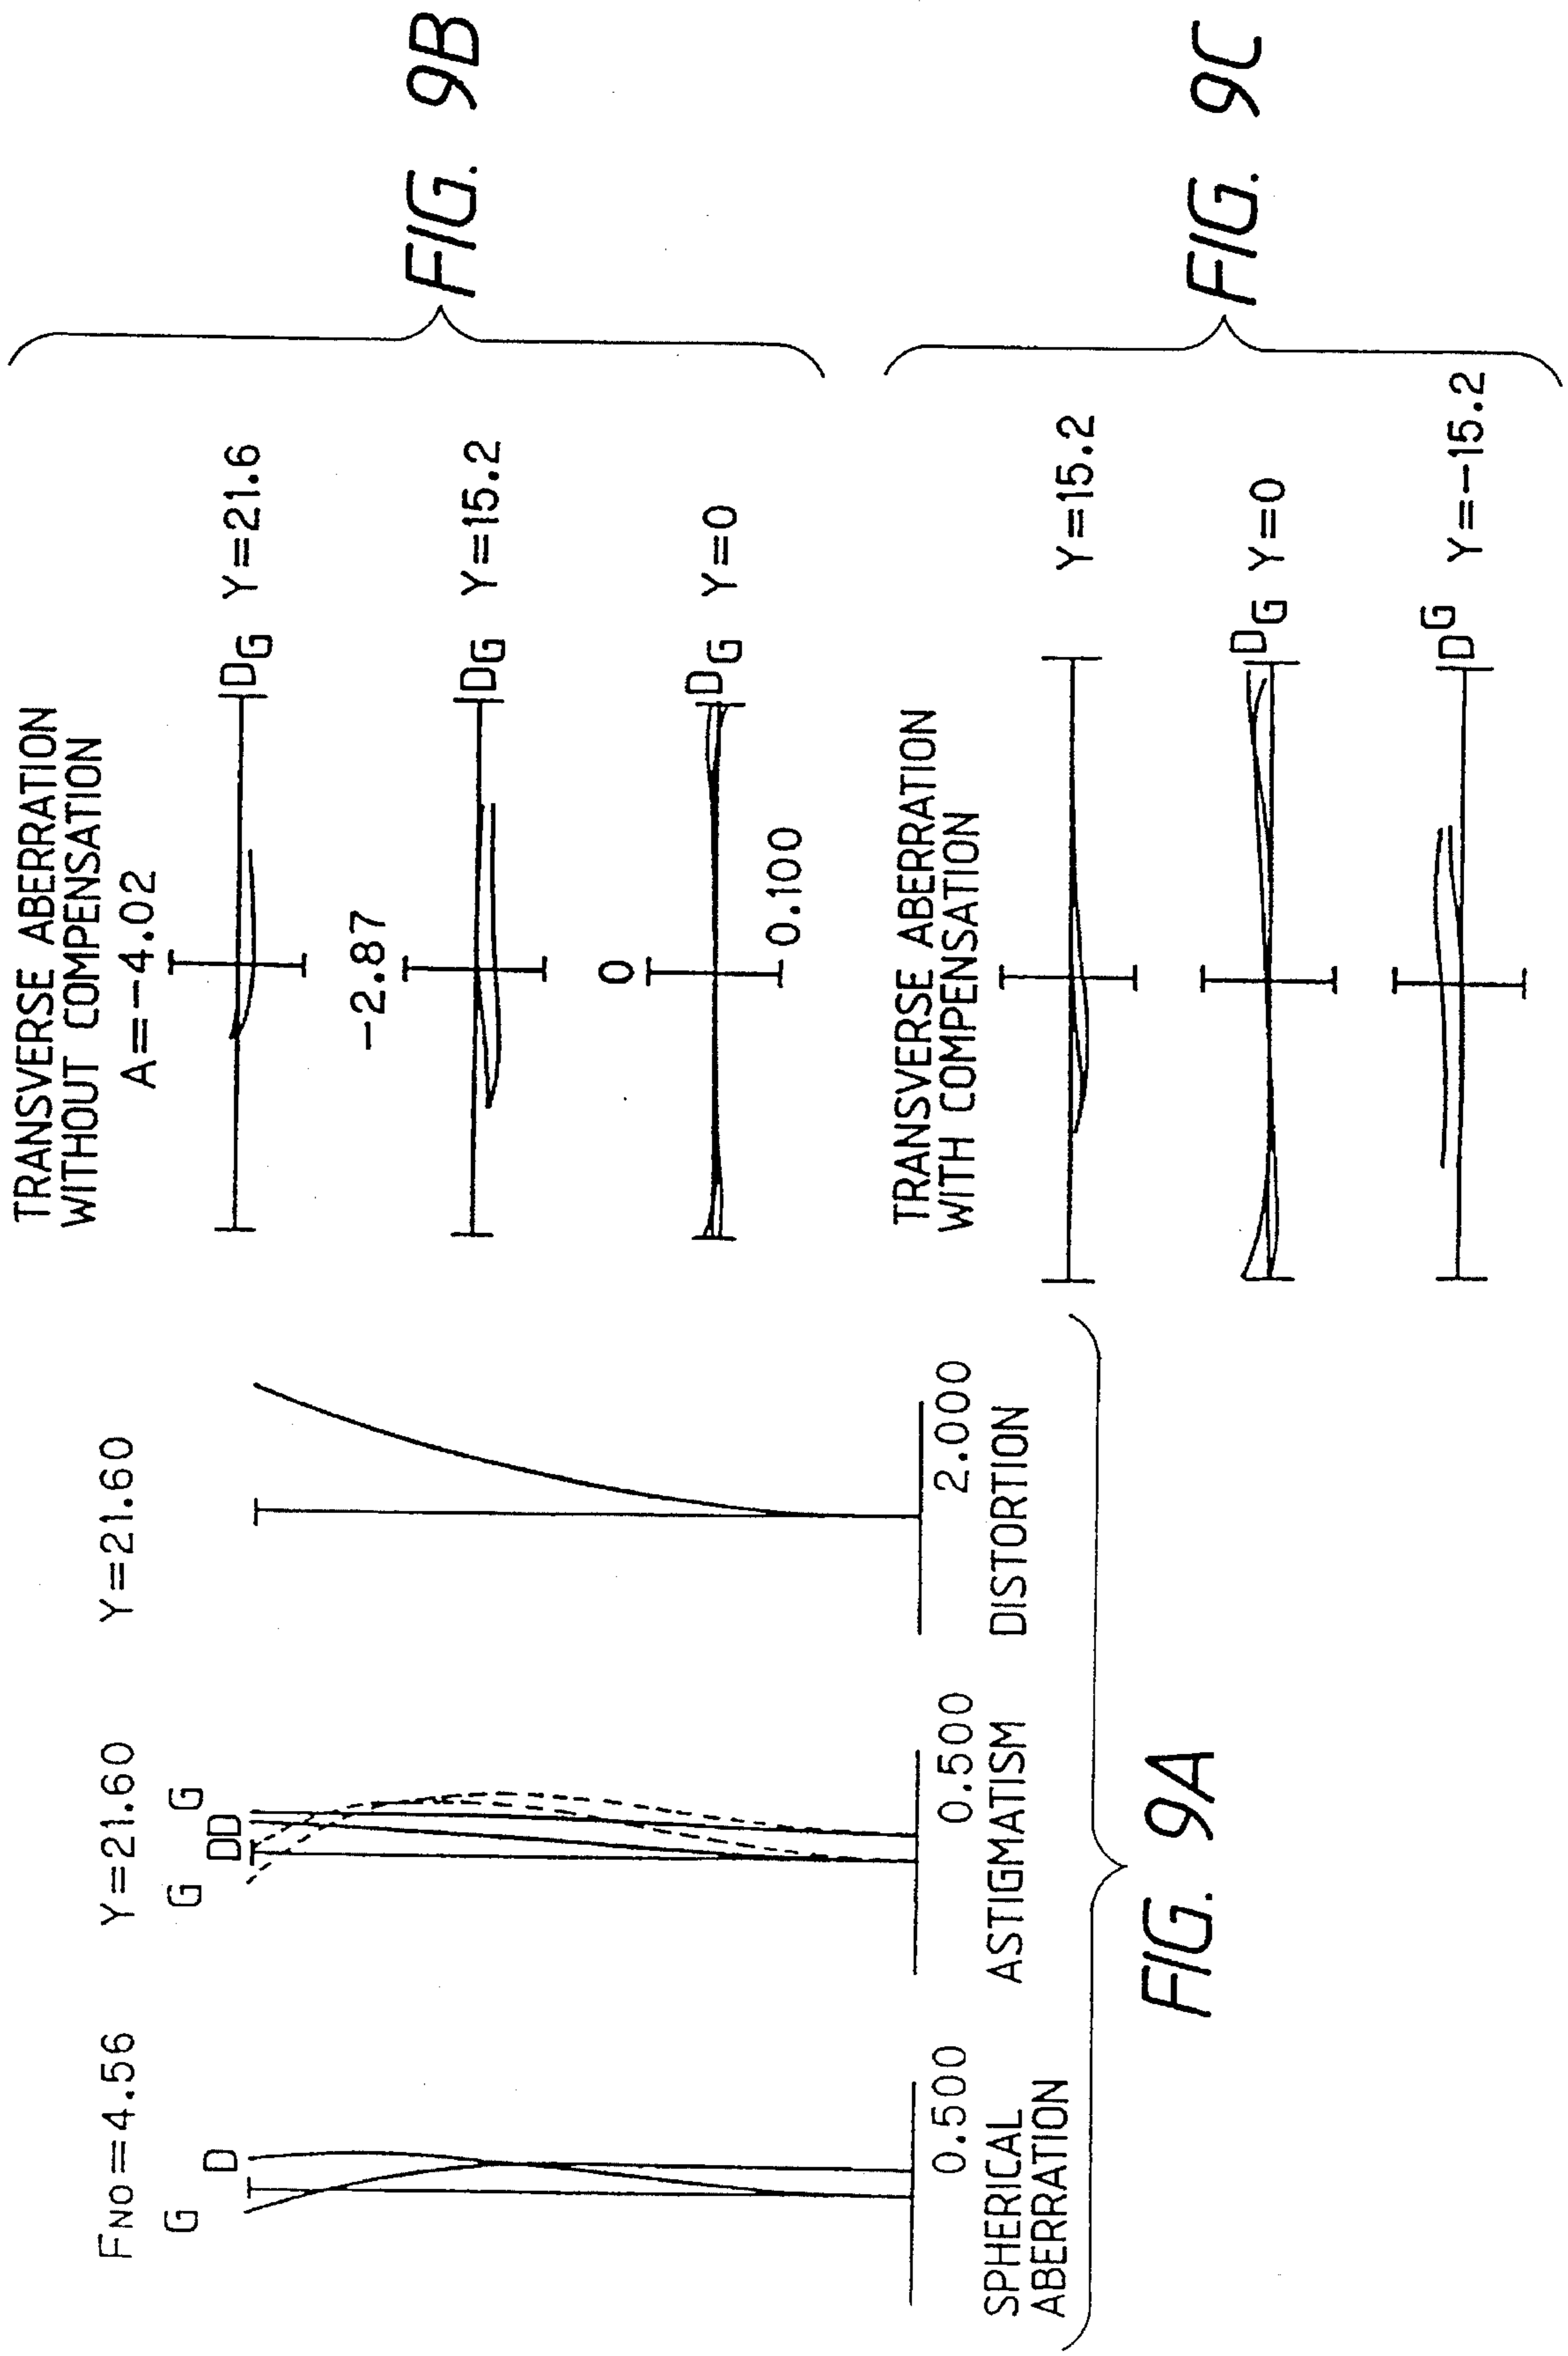 FNO=4.56
G
D
0.500
SPHERICAL
ABERRATION
Y=21.60
G
D
D
G
0.500
ASTIGMATISM
Y=21.60
2.000
DISTORTION
FIG. 9A
TRANSVERSE ABERRATION
WITHOUT COMPENSATION
A=-4.02
D
G
Y=21.6
-2.87
D
G
Y=15.2
0
D
G
Y=0
0.100
FIG. 9B
TRANSVERSE ABERRATION
WITH COMPENSATION
Y=15.2
D
G
Y=0
D
G
Y=-15.2
FIG. 9C